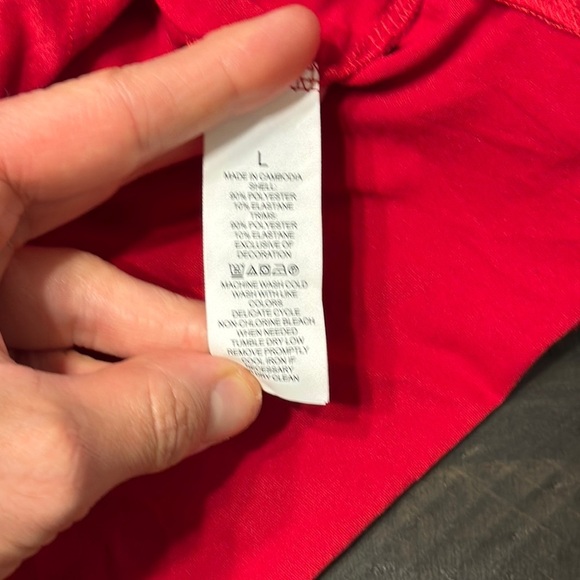 L
MADE IN CAMBODIA
SHELL:
90% POLYESTER
10% ELASTANE
TRIMS:
90% POLYESTER
10% ELASTANE
EXCLUSIVE OF
DECORATION
MACHINE WASH COLD
WASH WITH LIKE
COLORS
DELICATE CYCLE
NON CHLORINE BLEACH
WHEN NEEDED
TUMBLE DRY LOW
REMOVE PROMPTLY
COOL IRON IF
NECESSARY
CLEAN